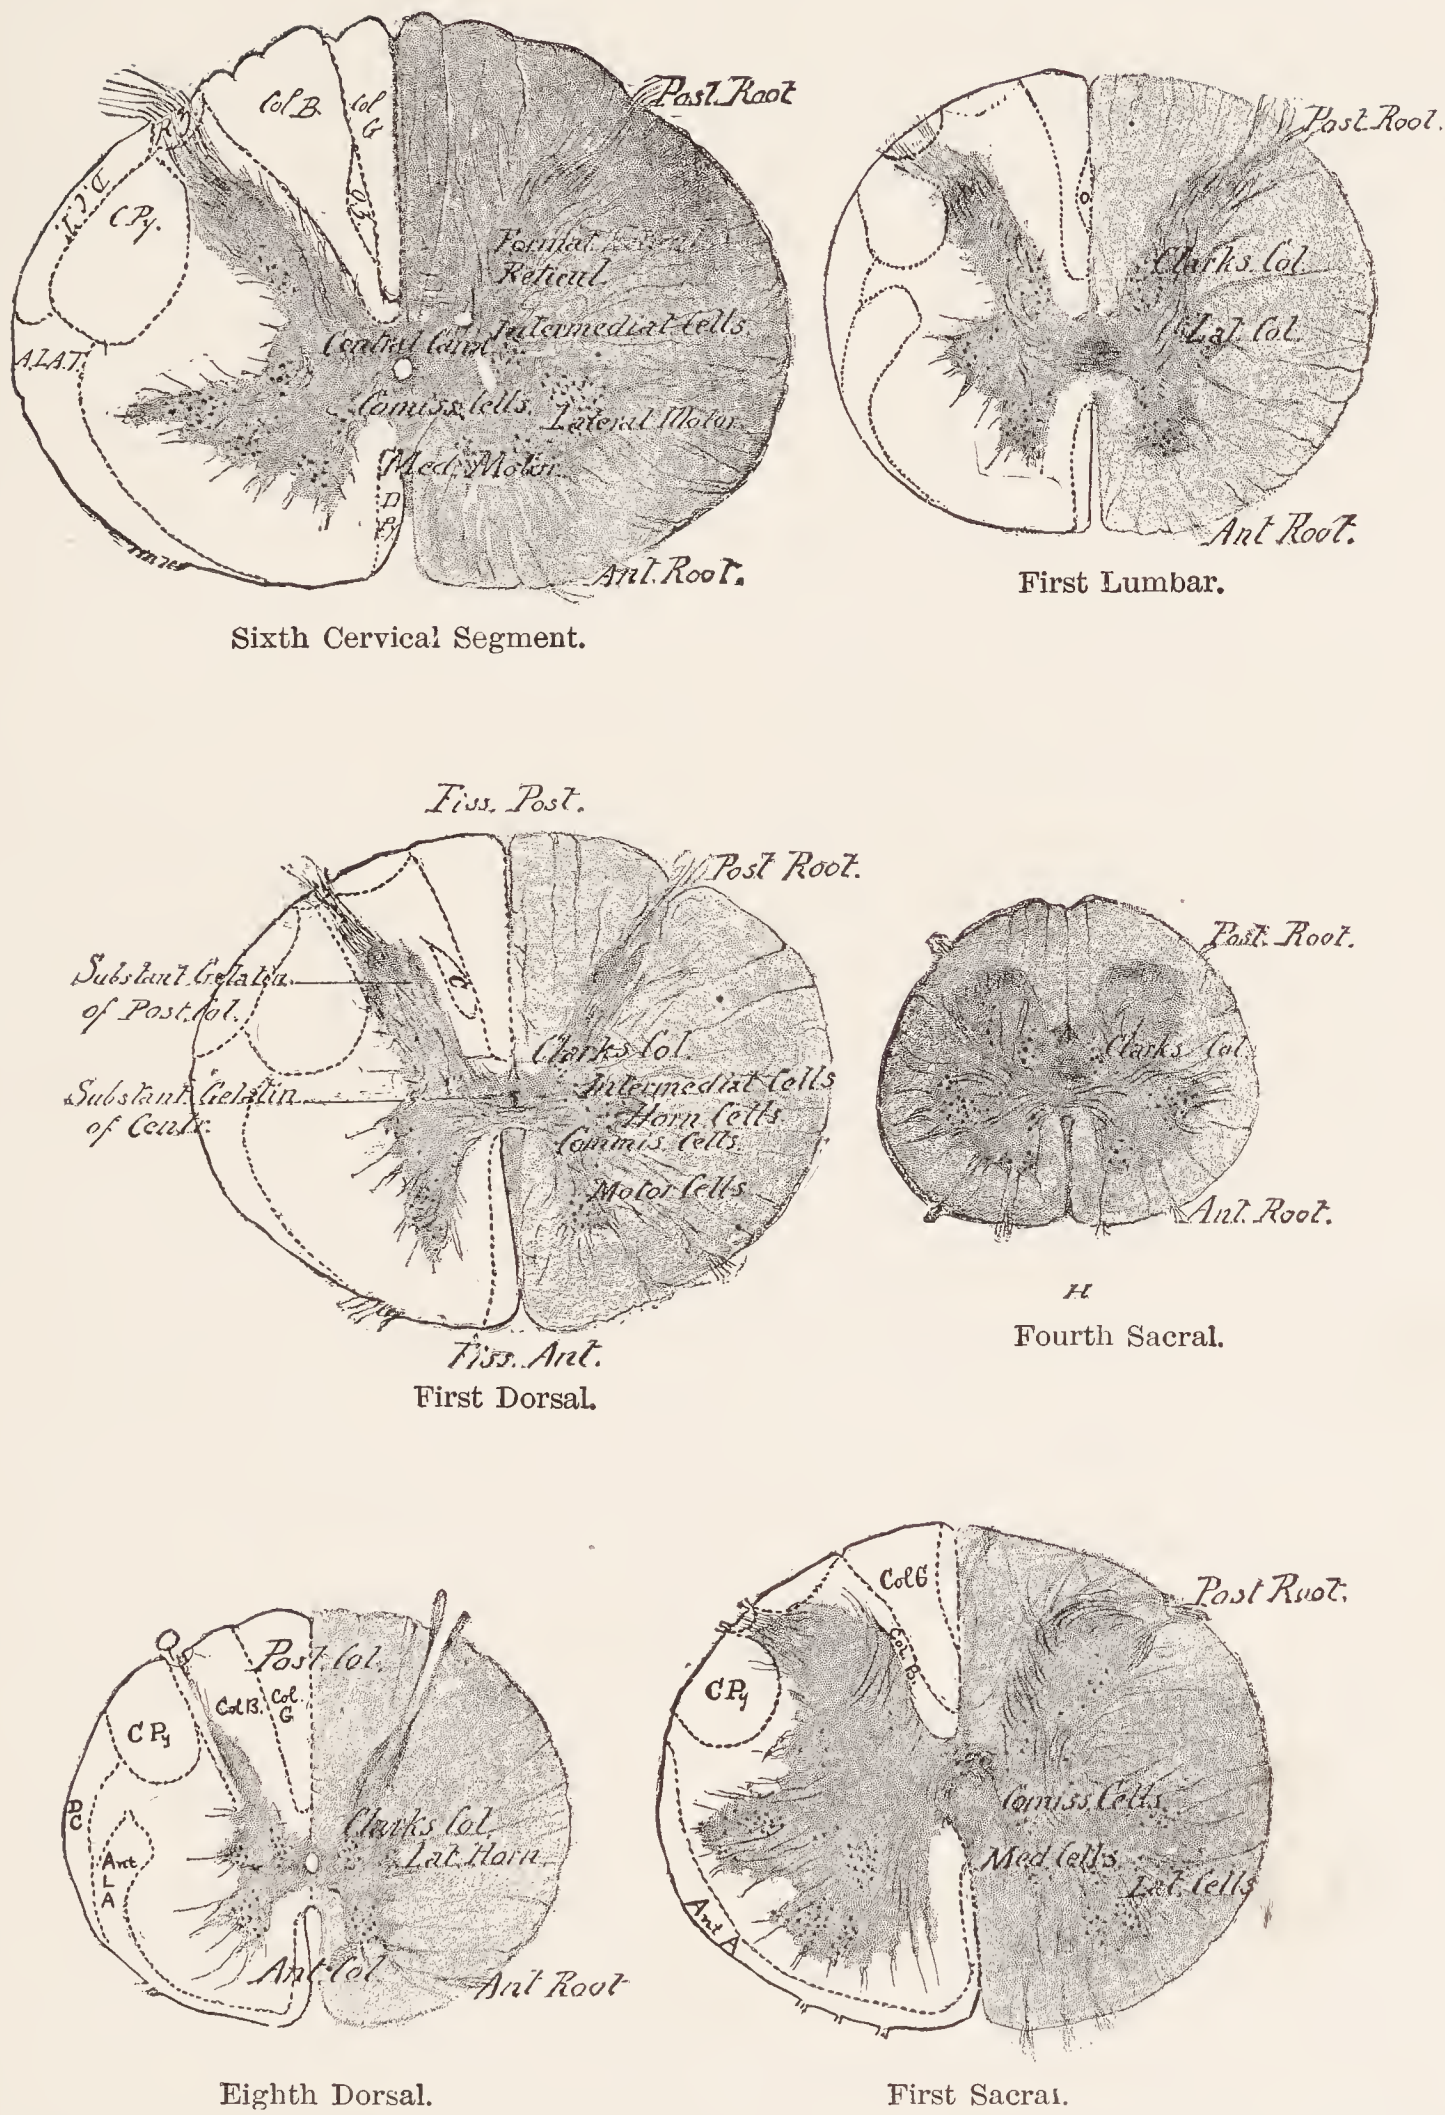 Col B.
Col
G
Post. Root
C Py.
Reticul.
Intermediat Cells.
Central Canal
A.L.A.T.
Comiss. Cells.
Lateral Motor.
Med. Motor.
D
Py
Ant. Root.
Sixth Cervical Segment.
Post. Root.
O.
Clarks Col.
Lat. Col.
Ant Root.
First Lumbar.
Fiss. Post.
Post Root.
Substant. Gelatin.
of Post. Col.
Clarks Col.
Intermediat Cells
Substant. Gelatin
Horn Cells
of Centr.
Commis. Cells.
Motor Cells
Fiss. Ant.
First Dorsal.
Post. Root.
Clarks Col.
Ant. Root.
H
Fourth Sacral.
Post. Col.
Col B.
Col.
G
C Py
D
C
Clarks Col.
Lat. Horn
Ant
L
A
Ant. Col
Ant Root
Eighth Dorsal.
Col G
Post Root.
Col B.
C Py
Comiss Cells
Med Cells
Lat. Cells
Ant A
First Sacral.